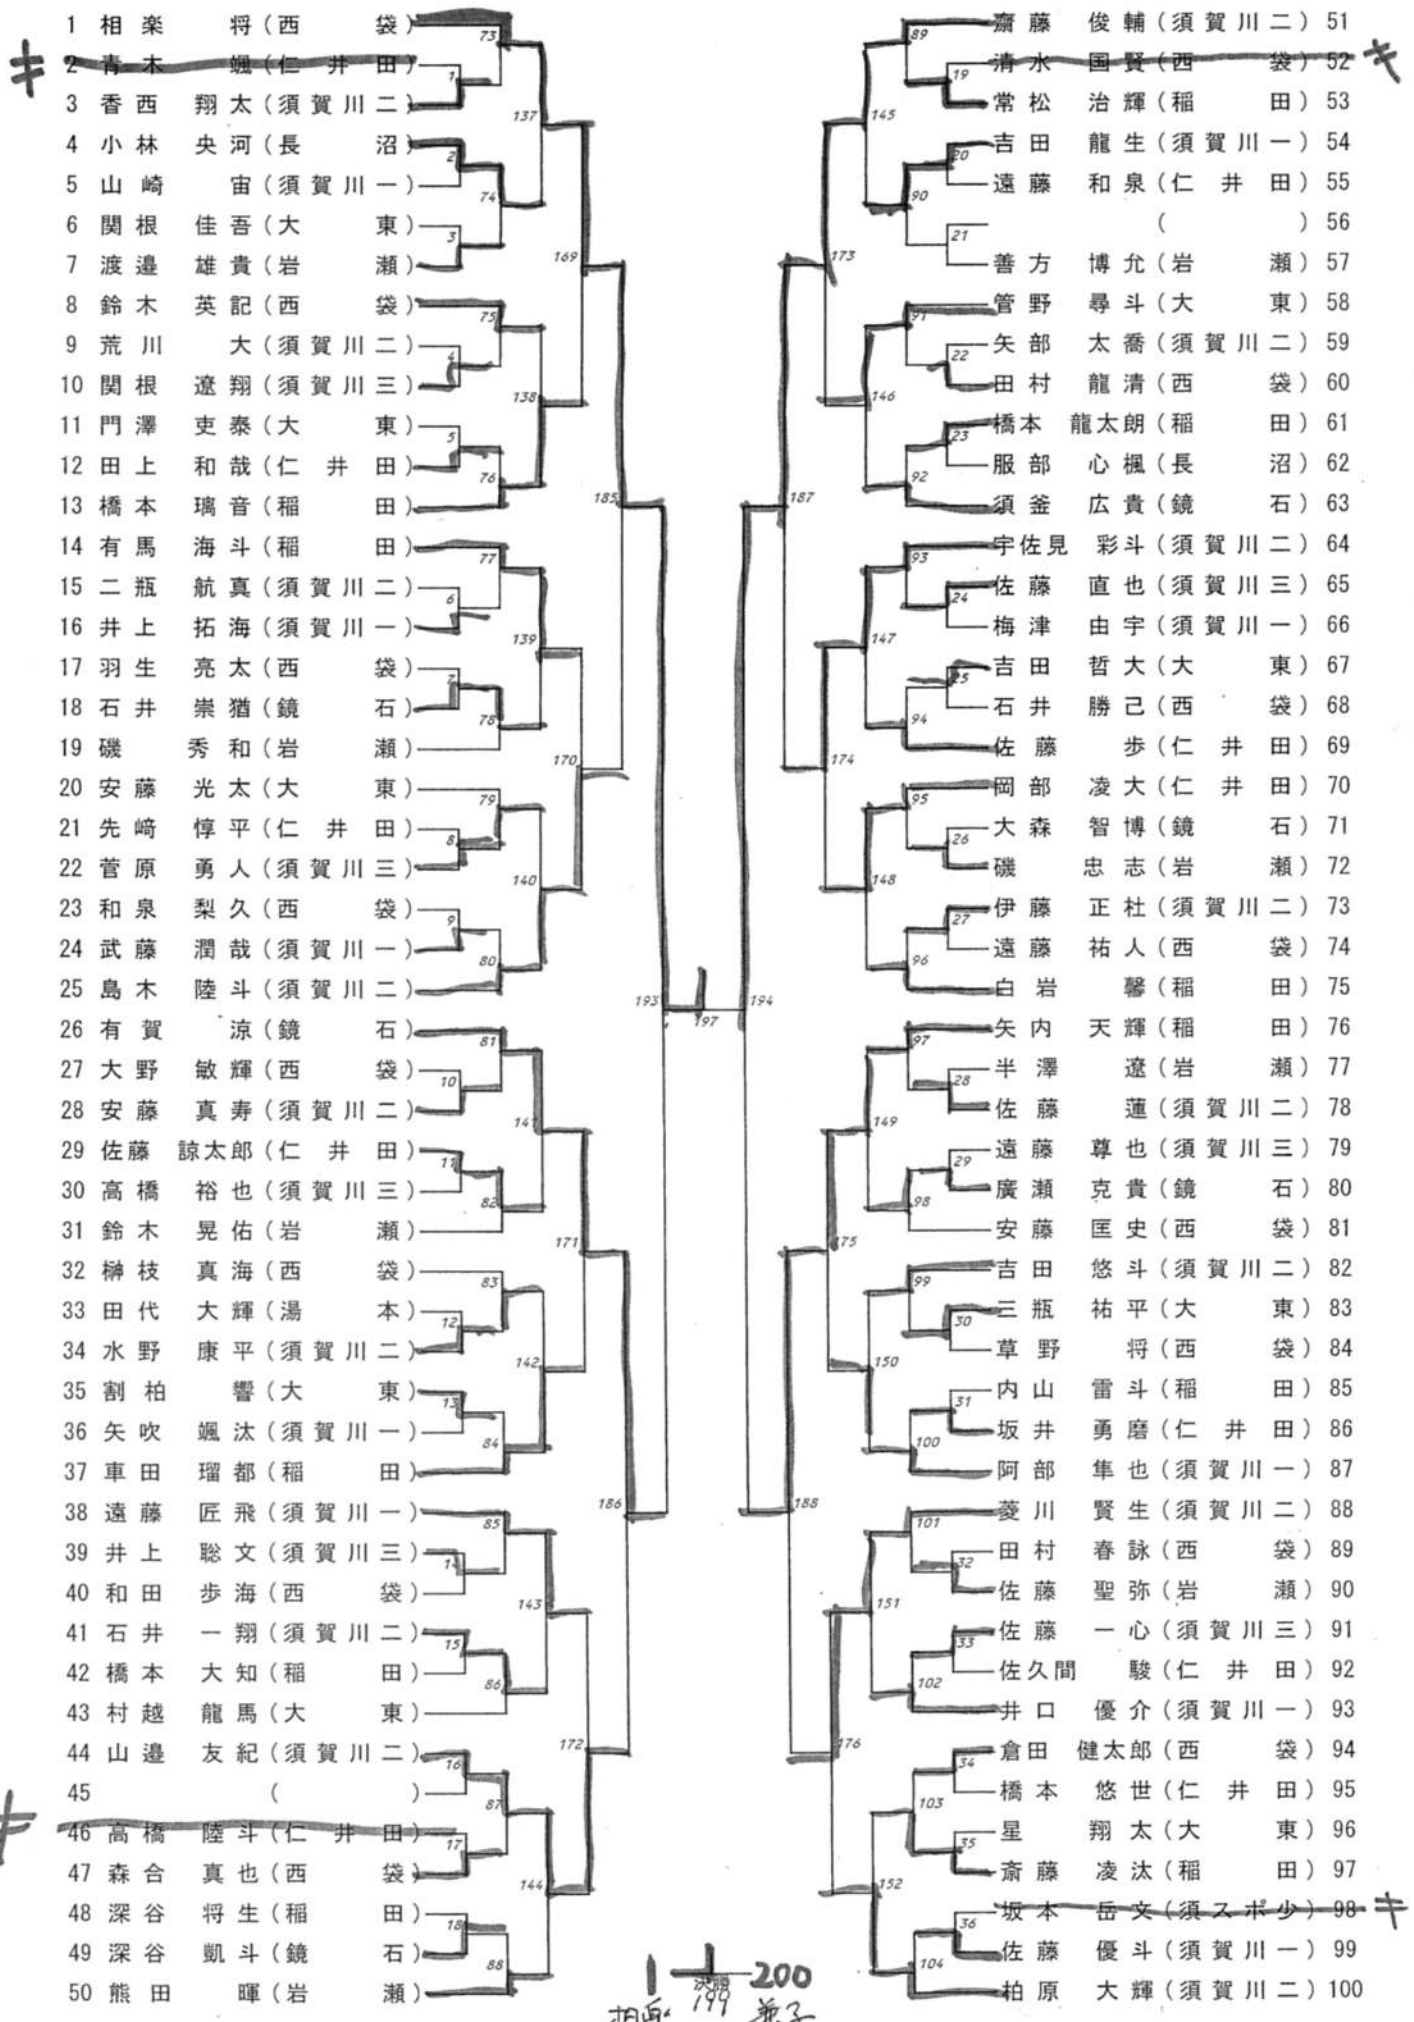 1 相楽 将(西 袋)
2 青木 颯(仁 井 田)
3 香西 翔太(須賀川二)
4 小林 央河(長 沼)
5 山崎 宙(須賀川一)
6 関根 佳吾(大 東)
7 渡邉 雄貴(岩 瀬)
8 鈴木 英記(西 袋)
9 荒川 大(須賀川二)
10 関根 遼翔(須賀川三)
11 門澤 吏泰(大 東)
12 田上 和哉(仁 井 田)
13 橋本 璃音(稲 田)
14 有馬 海斗(稲 田)
15 二瓶 航真(須賀川二)
16 井上 拓海(須賀川一)
17 羽生 亮太(西 袋)
18 石井 崇猶(鏡 石)
19 磯 秀和(岩 瀬)
20 安藤 光太(大 東)
21 先﨑 惇平(仁 井 田)
22 菅原 勇人(須賀川三)
23 和泉 梨久(西 袋)
24 武藤 潤哉(須賀川一)
25 島木 陸斗(須賀川二)
26 有賀 涼(鏡 石)
27 大野 敏輝(西 袋)
28 安藤 真寿(須賀川二)
29 佐藤 諒太郎(仁 井 田)
30 高橋 裕也(須賀川三)
31 鈴木 晃佑(岩 瀬)
32 榊枝 真海(西 袋)
33 田代 大輝(湯 本)
34 水野 康平(須賀川二)
35 割柏 響(大 東)
36 矢吹 颯汰(須賀川一)
37 車田 瑠都(稲 田)
38 遠藤 匠飛(須賀川一)
39 井上 聡文(須賀川三)
40 和田 歩海(西 袋)
41 石井 一翔(須賀川二)
42 橋本 大知(稲 田)
43 村越 龍馬(大 東)
44 山邉 友紀(須賀川二)
45 ( )
46 高橋 陸斗(仁 井 田)
47 森合 真也(西 袋)
48 深谷 将生(稲 田)
49 深谷 凱斗(鏡 石)
50 熊田 暉(岩 瀬)
齋藤 俊輔(須賀川二) 51
清水 国賢(西 袋) 52
常松 治輝(稲 田) 53
吉田 龍生(須賀川一) 54
遠藤 和泉(仁 井 田) 55
( ) 56
善方 博允(岩 瀬) 57
管野 尋斗(大 東) 58
矢部 太喬(須賀川二) 59
田村 龍清(西 袋) 60
橋本 龍太朗(稲 田) 61
服部 心楓(長 沼) 62
須釜 広貴(鏡 石) 63
宇佐見 彩斗(須賀川二) 64
佐藤 直也(須賀川三) 65
梅津 由宇(須賀川一) 66
吉田 哲大(大 東) 67
石井 勝己(西 袋) 68
佐藤 歩(仁 井 田) 69
岡部 凌大(仁 井 田) 70
大森 智博(鏡 石) 71
磯 忠志(岩 瀬) 72
伊藤 正杜(須賀川二) 73
遠藤 祐人(西 袋) 74
白岩 馨(稲 田) 75
矢内 天輝(稲 田) 76
半澤 遼(岩 瀬) 77
佐藤 蓮(須賀川二) 78
遠藤 尊也(須賀川三) 79
廣瀬 克貴(鏡 石) 80
安藤 匡史(西 袋) 81
吉田 悠斗(須賀川二) 82
三瓶 祐平(大 東) 83
草野 将(西 袋) 84
内山 雷斗(稲 田) 85
坂井 勇磨(仁 井 田) 86
阿部 隼也(須賀川一) 87
菱川 賢生(須賀川二) 88
田村 春詠(西 袋) 89
佐藤 聖弥(岩 瀬) 90
佐藤 一心(須賀川三) 91
佐久間 駿(仁 井 田) 92
井口 優介(須賀川一) 93
倉田 健太郎(西 袋) 94
橋本 悠世(仁 井 田) 95
星 翔太(大 東) 96
斎藤 凌汰(稲 田) 97
坂本 岳文(須スポ少) 98
佐藤 優斗(須賀川一) 99
柏原 大輝(須賀川二) 100
1 決勝 200
相楽 199 兼子